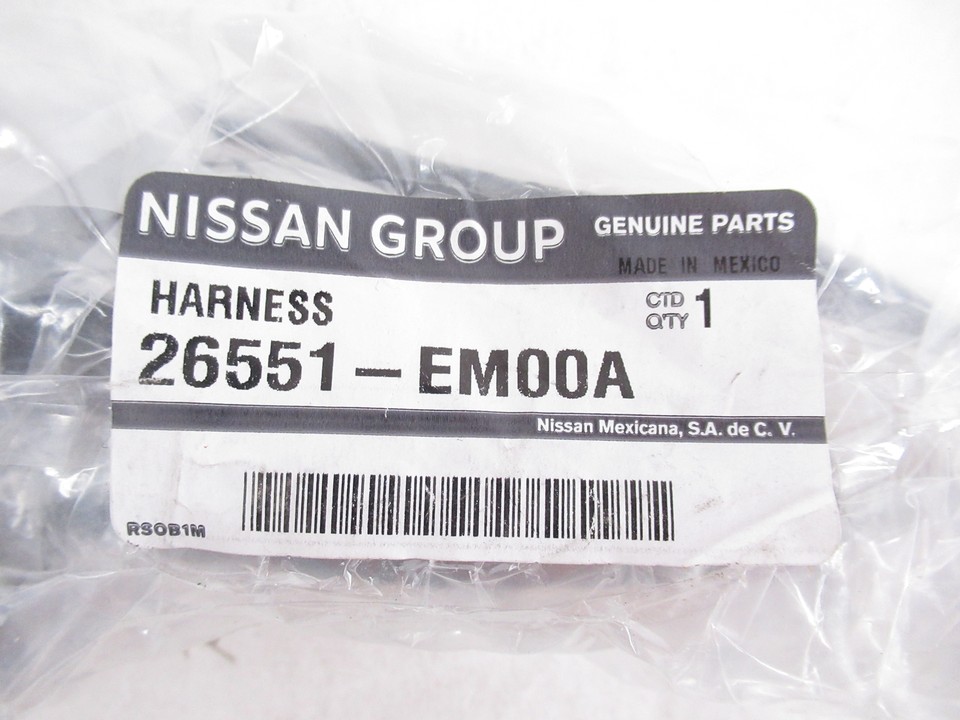 NISSAN GROUP GENUINE PARTS
MADE IN MEXICO
HARNESS
CTD
QTY 1
26551-EM00A
Nissan Mexicana, S.A. de C. V.
RSOB1M